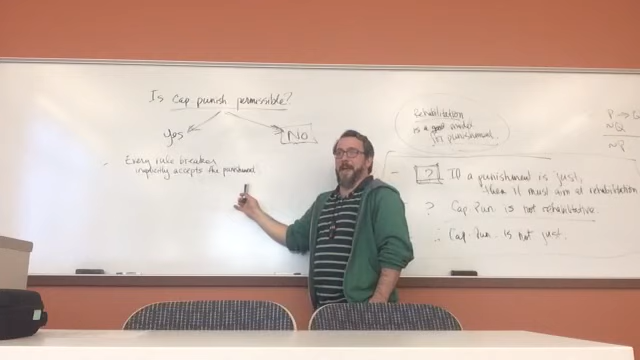 Is Cap. punish permissible?
Yes
No
Every rule breaker
implicitly accepts the punishment.
Rehabilitation
is a good model
for punishment.
P → Q
~Q
~P
- ? If a punishment is just,
then it must aim at rehabilitation
? Cap. Pun. is not rehabilitative.
∴ Cap. Pun. is not just.